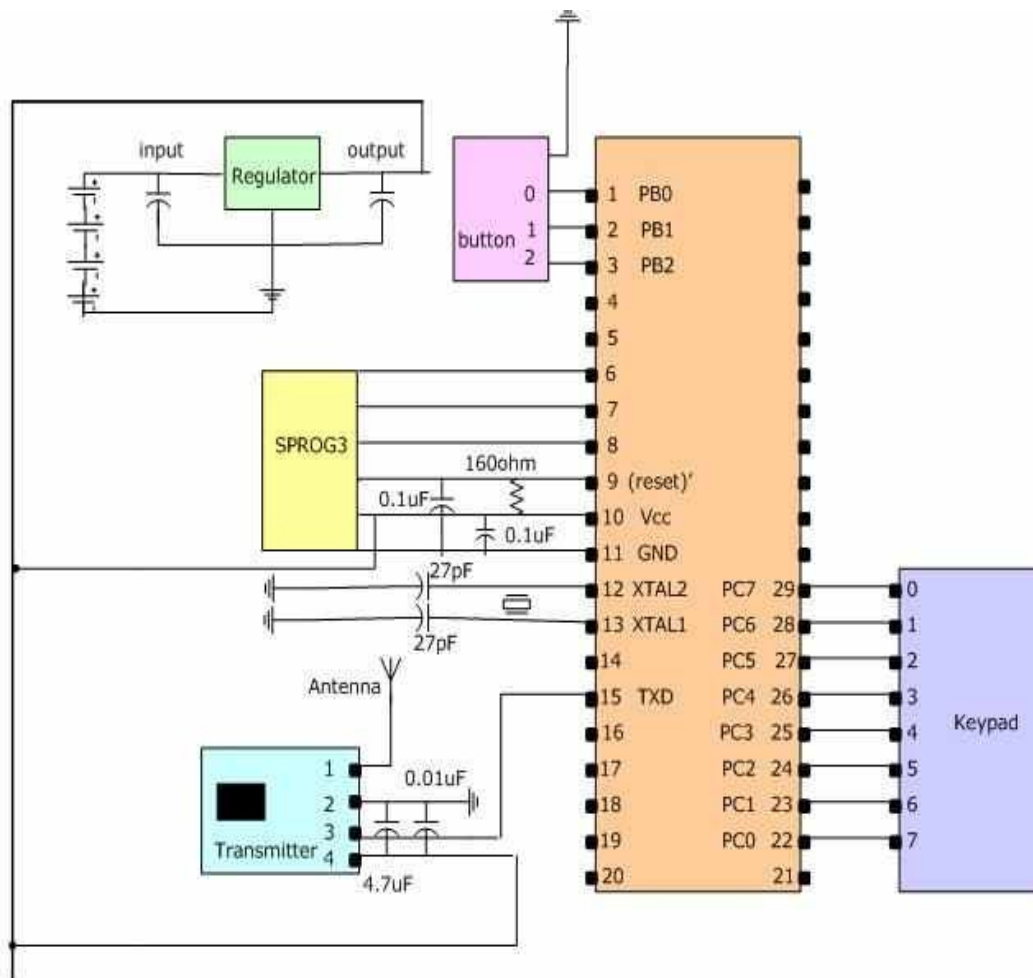 input
output
Regulator
button
0
1
2
1 PB0
2 PB1
3 PB2
4
5
6
7
8
9 (reset)'
10 Vcc
11 GND
12 XTAL2
13 XTAL1
14
15 TXD
16
17
18
19
20
SPROG3
160ohm
0.1uF
0.1uF
27pF
27pF
Antenna
Transmitter
1
2
3
4
0.01uF
4.7uF
PC7 29
PC6 28
PC5 27
PC4 26
PC3 25
PC2 24
PC1 23
PC0 22
21
0
1
2
3
4
5
6
7
Keypad